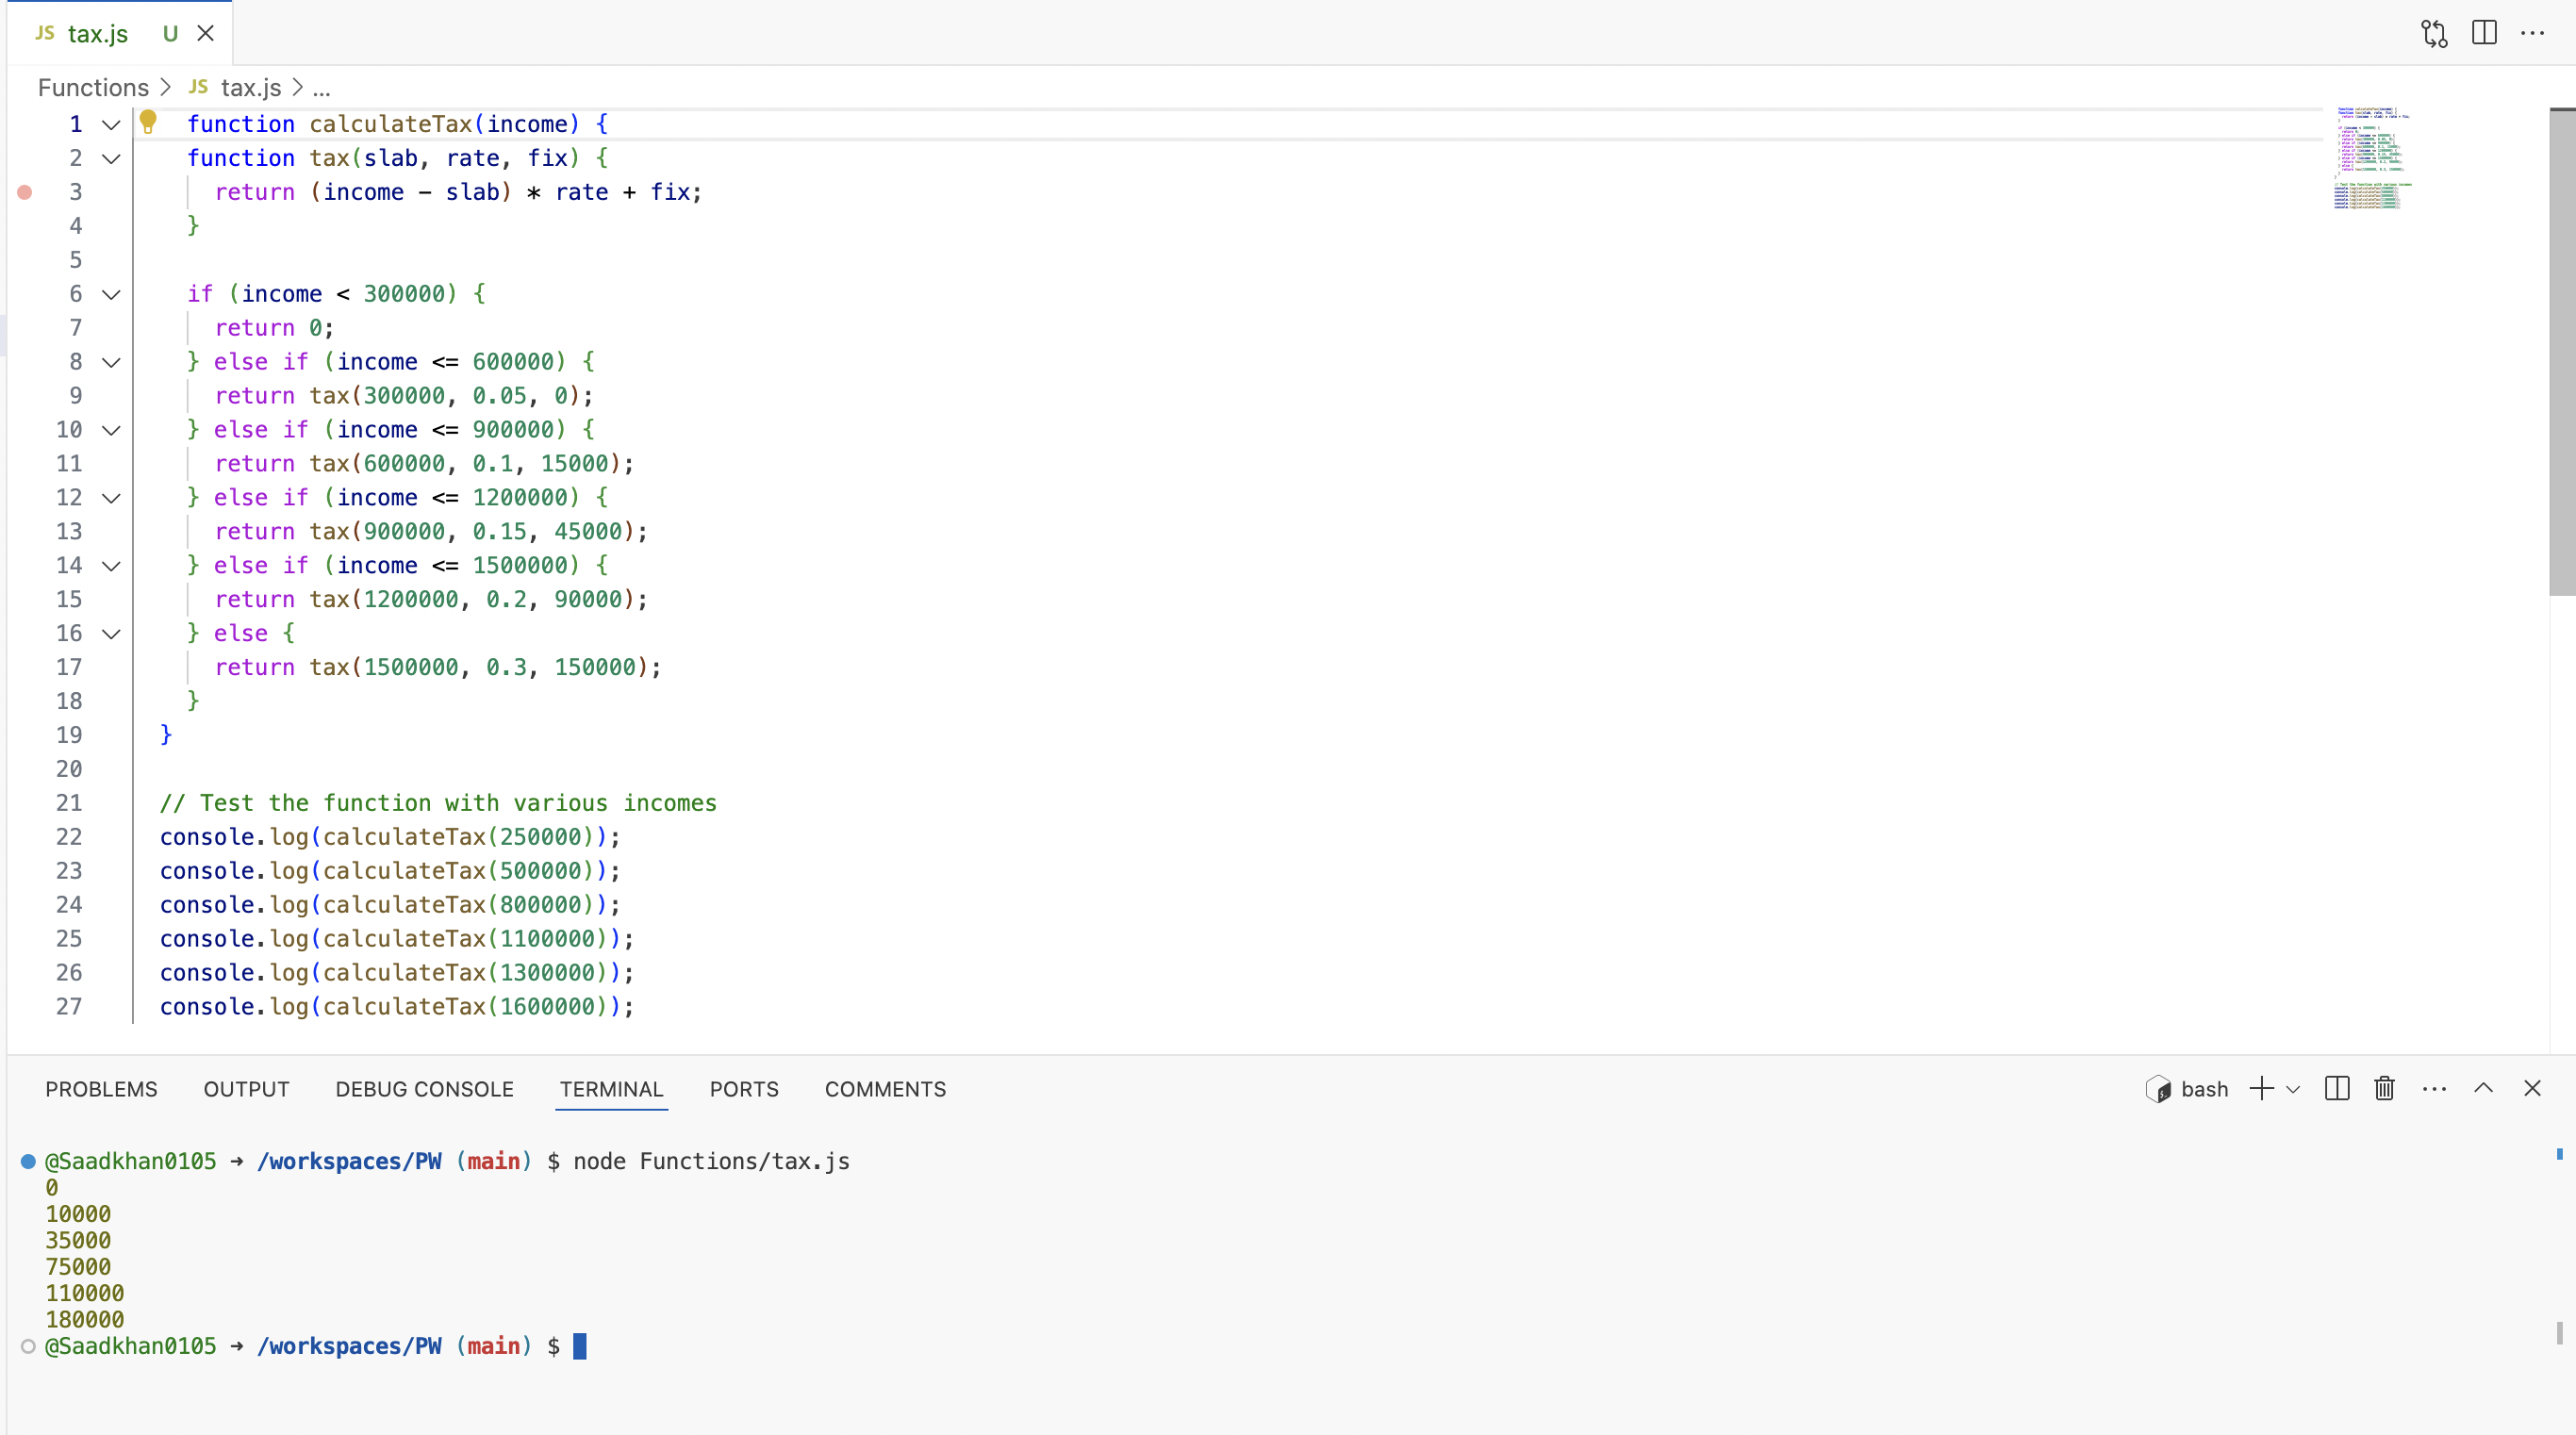 JS tax.js U
Functions > JS tax.js > ...
1 function calculateTax(income) {
2 function tax(slab, rate, fix) {
3 return (income - slab) * rate + fix;
4 }
5
6 if (income < 300000) {
7 return 0;
8 } else if (income <= 600000) {
9 return tax(300000, 0.05, 0);
10 } else if (income <= 900000) {
11 return tax(600000, 0.1, 15000);
12 } else if (income <= 1200000) {
13 return tax(900000, 0.15, 45000);
14 } else if (income <= 1500000) {
15 return tax(1200000, 0.2, 90000);
16 } else {
17 return tax(1500000, 0.3, 150000);
18 }
19 }
20
21 // Test the function with various incomes
22 console.log(calculateTax(250000));
23 console.log(calculateTax(500000));
24 console.log(calculateTax(800000));
25 console.log(calculateTax(1100000));
26 console.log(calculateTax(1300000));
27 console.log(calculateTax(1600000));
PROBLEMS OUTPUT DEBUG CONSOLE TERMINAL PORTS COMMENTS bash
@Saadkhan0105 → /workspaces/PW (main) $ node Functions/tax.js
0
10000
35000
75000
110000
180000
@Saadkhan0105 → /workspaces/PW (main) $